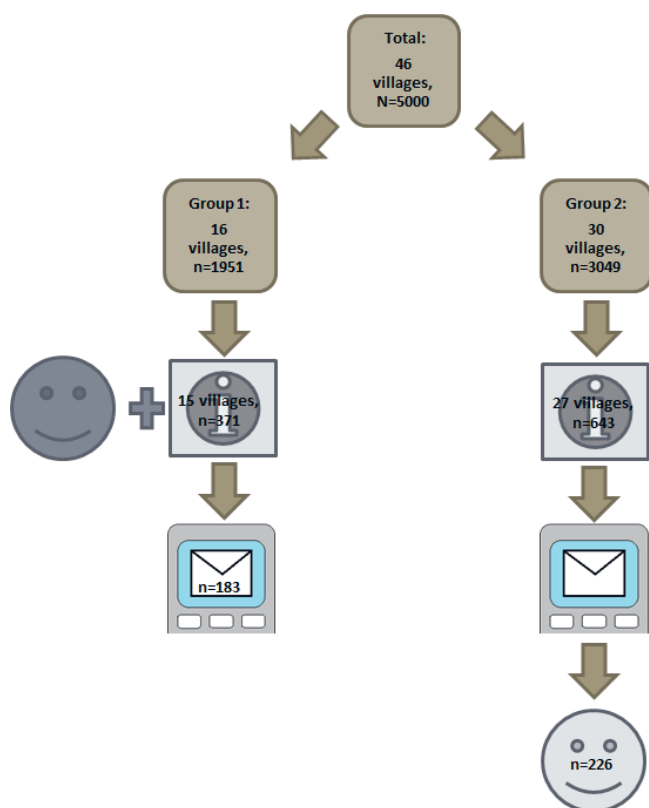 Total:
46
villages,
N=5000
Group 1:
16
villages,
n=1951
Group 2:
30
villages,
n=3049
15 villages,
n=371
27 villages,
n=643
n=183
n=226